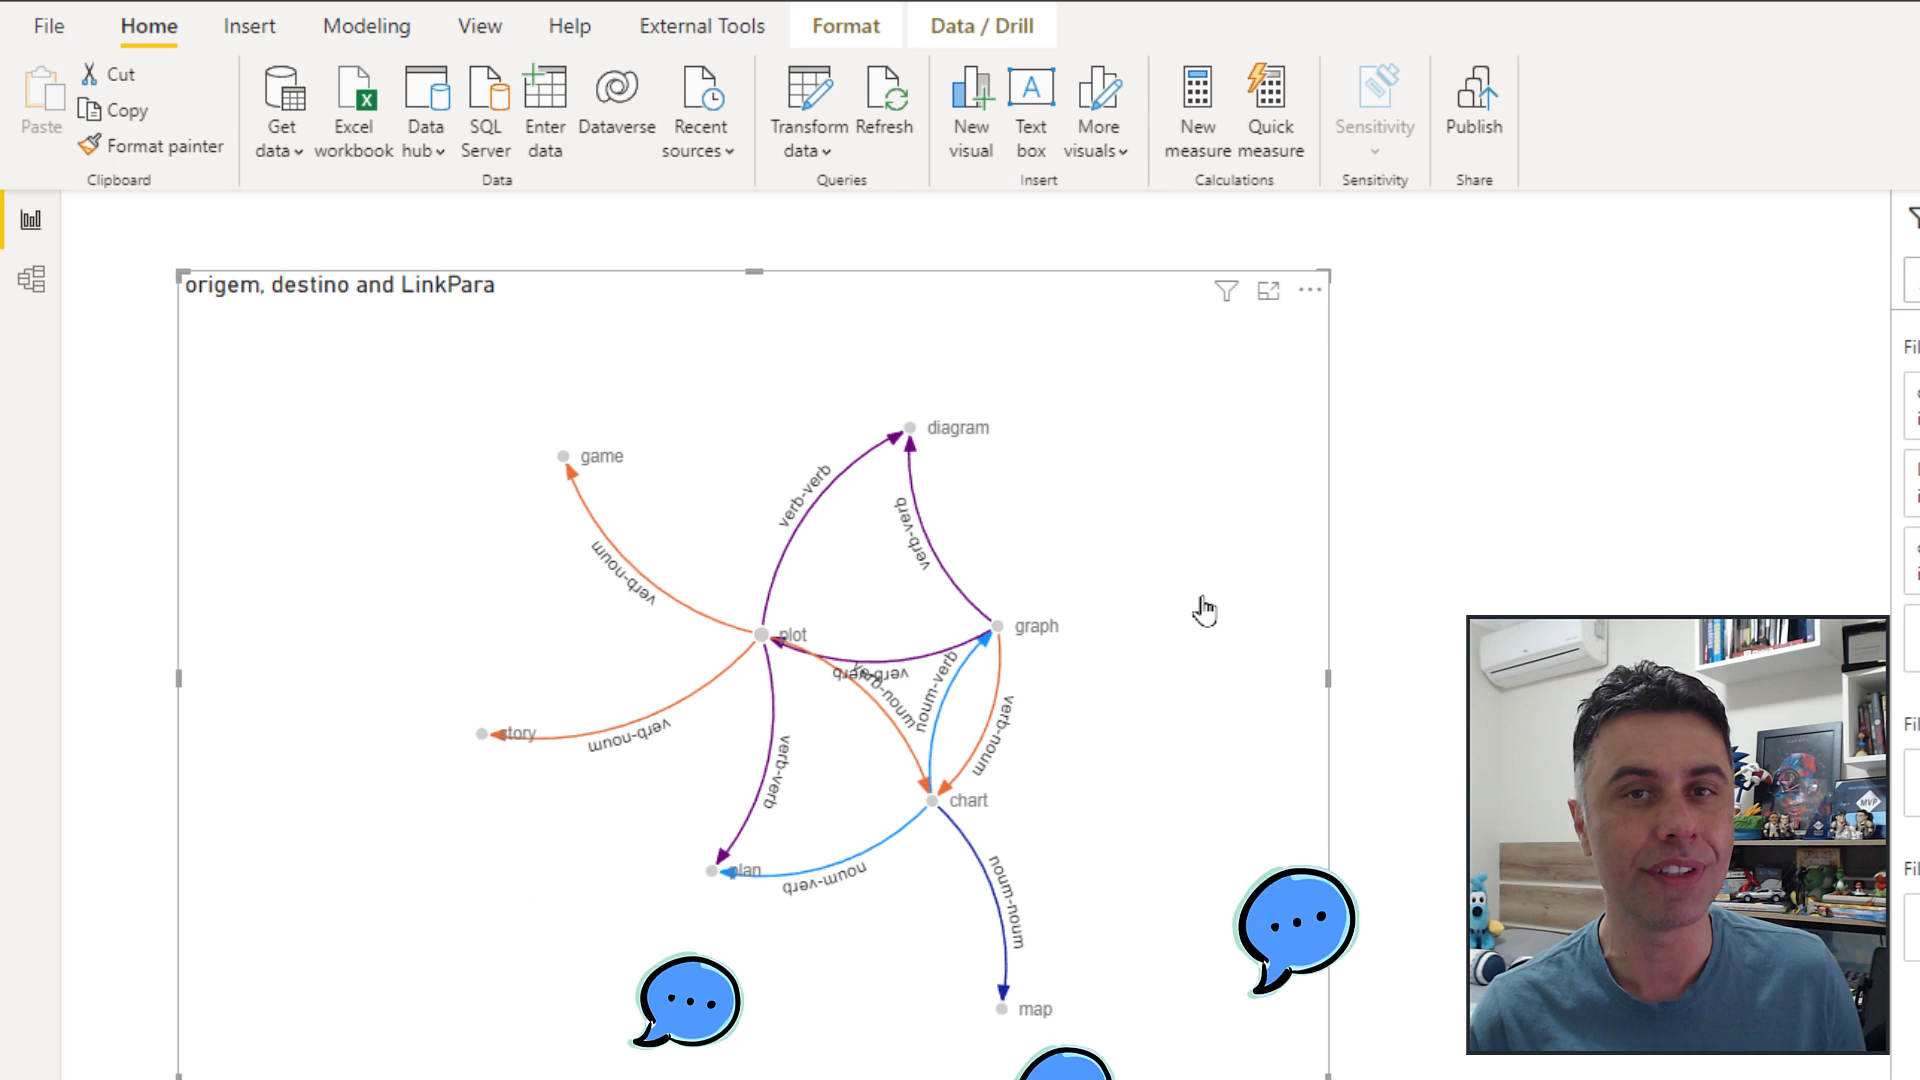 File Home Insert Modeling View Help External Tools Format Data / Drill
Paste
Cut
Copy
Format painter
Clipboard
Get data
Excel workbook
Data hub
SQL Server
Enter data
Dataverse
Recent sources
Data
Transform data
Refresh
Queries
New visual
Text box
More visuals
Insert
New measure
Quick measure
Calculations
Sensitivity
Sensitivity
Publish
Share
origem, destino and LinkPara
Fil
diagram
game
verb-verb
verb-verb
verb-noum
graph
plot
verb-verb
verb-noum
noum-verb
verb-noum
story
verb-noum
verb-verb
Fil
chart
MVP
plan
noum-verb
Fil
noum-noum
map